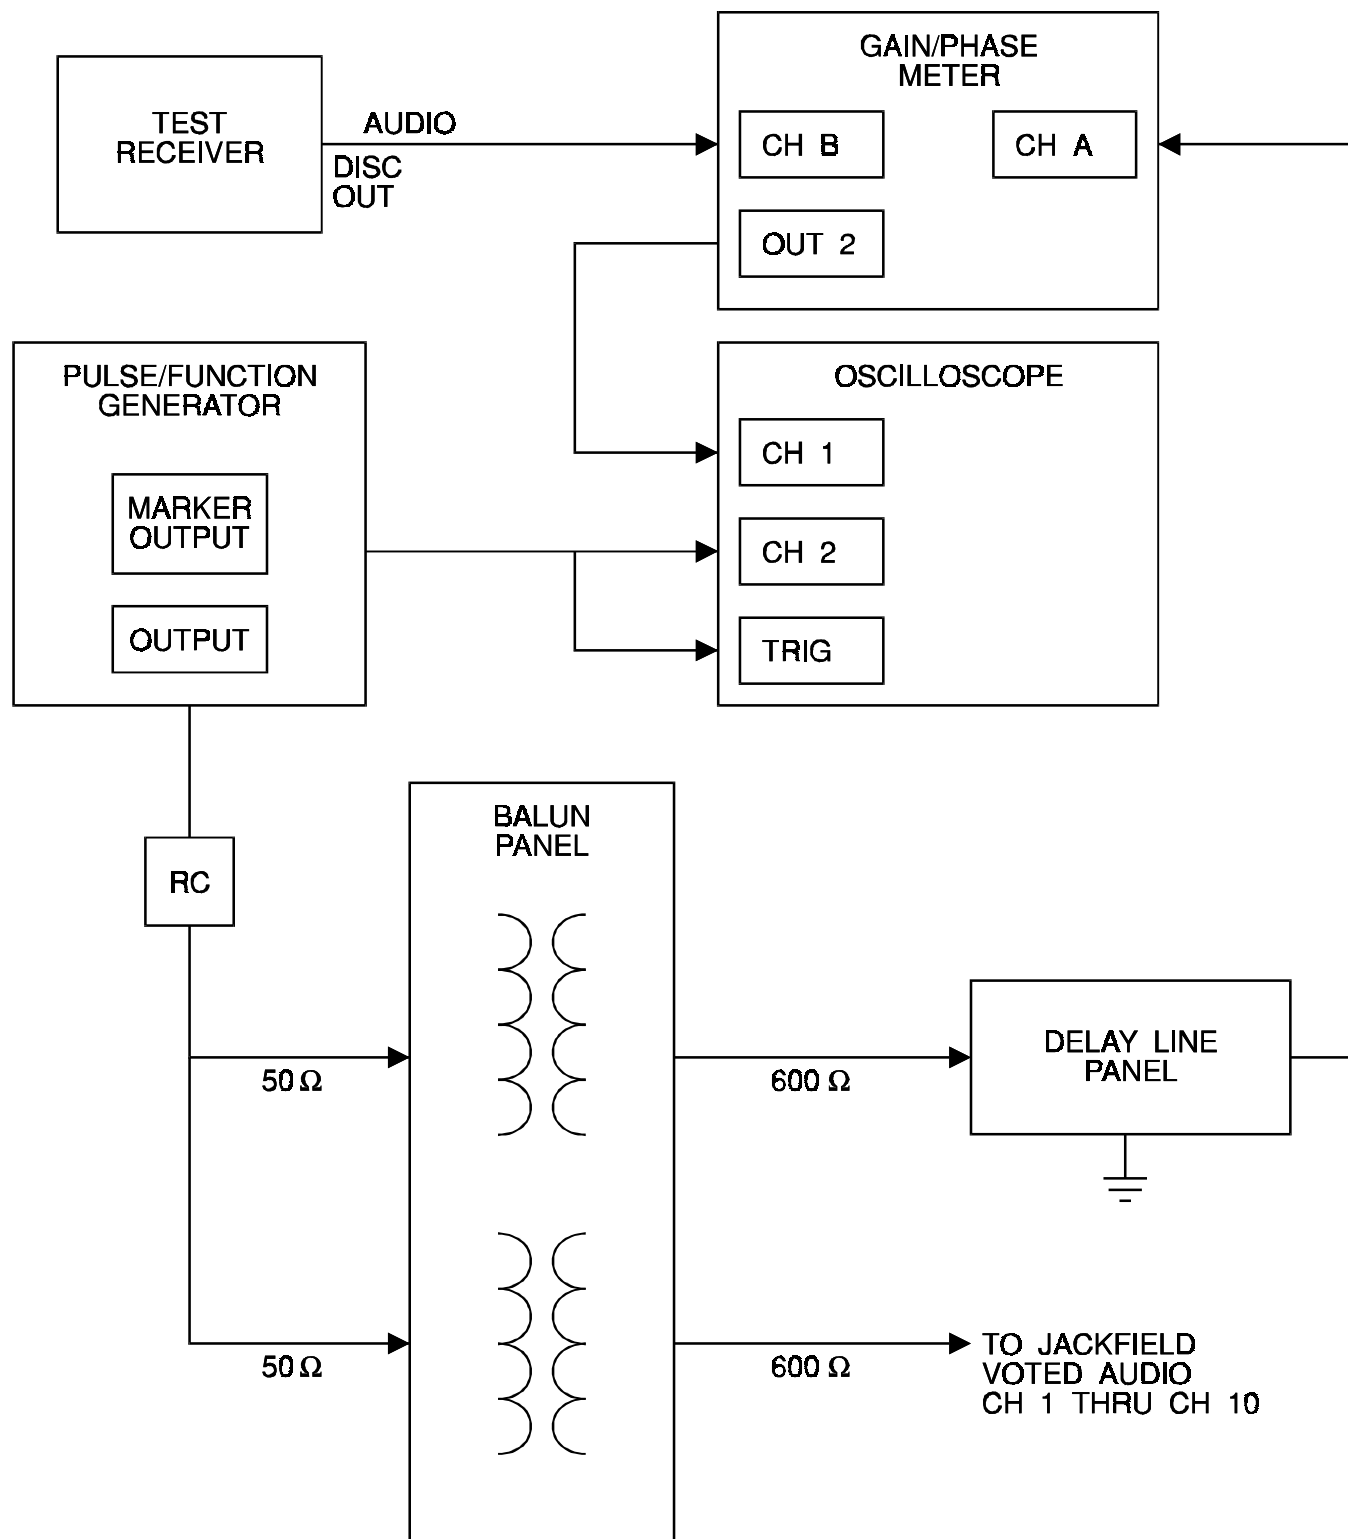 GAIN/PHASE
METER
TEST
RECEIVER
AUDIO
DISC
OUT
CH B
CH A
OUT 2
PULSE/FUNCTION
GENERATOR
OSCILLOSCOPE
CH 1
MARKER
OUTPUT
CH 2
OUTPUT
TRIG
BALUN
PANEL
RC
DELAY LINE
PANEL
50 Ω
600 Ω
50 Ω
600 Ω
TO JACKFIELD
VOTED AUDIO
CH 1 THRU CH 10